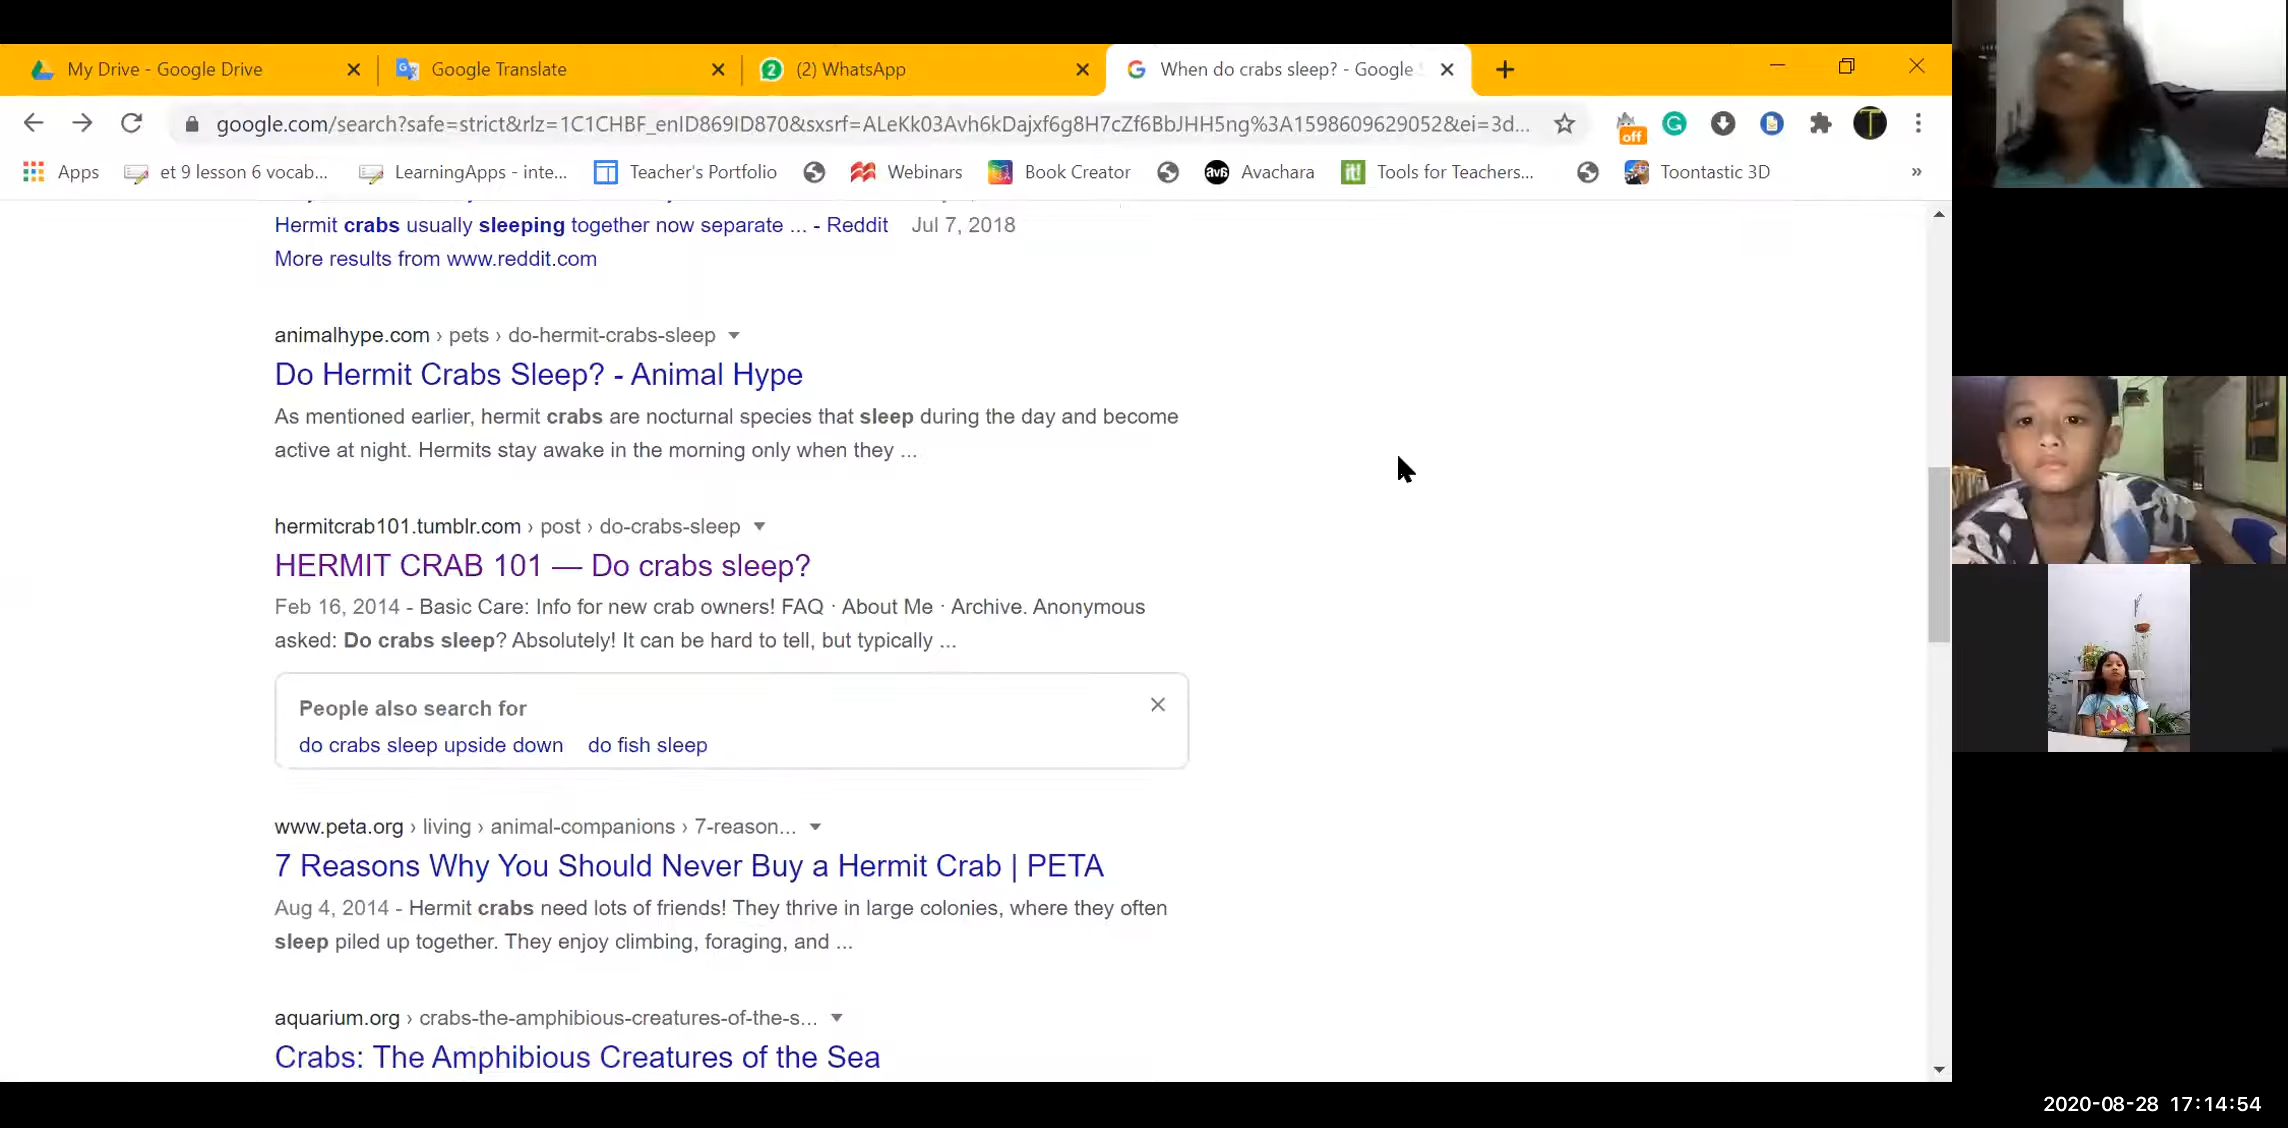 My Drive - Google Drive
Google Translate
2 (2) WhatsApp
When do crabs sleep? - Google
google.com/search?safe=strict&rlz=1C1CHBF_enID869ID870&sxsrf=ALeKk03Avh6kDajxf6g8H7cZf6BbJHH5ng%3A1598609629052&ei=3d...
off
T
Apps
et 9 lesson 6 vocab...
LearningApps - inte...
Teacher's Portfolio
Webinars
Book Creator
ava Avachara
it! Tools for Teachers...
Toontastic 3D
»
Hermit crabs usually sleeping together now separate ... - Reddit Jul 7, 2018
More results from www.reddit.com
animalhype.com › pets › do-hermit-crabs-sleep
Do Hermit Crabs Sleep? - Animal Hype
As mentioned earlier, hermit crabs are nocturnal species that sleep during the day and become
active at night. Hermits stay awake in the morning only when they ...
hermitcrab101.tumblr.com › post › do-crabs-sleep
HERMIT CRAB 101 — Do crabs sleep?
Feb 16, 2014 - Basic Care: Info for new crab owners! FAQ · About Me · Archive. Anonymous
asked: Do crabs sleep? Absolutely! It can be hard to tell, but typically ...
People also search for
do crabs sleep upside down do fish sleep
www.peta.org › living › animal-companions › 7-reason...
7 Reasons Why You Should Never Buy a Hermit Crab | PETA
Aug 4, 2014 - Hermit crabs need lots of friends! They thrive in large colonies, where they often
sleep piled up together. They enjoy climbing, foraging, and ...
aquarium.org › crabs-the-amphibious-creatures-of-the-s...
Crabs: The Amphibious Creatures of the Sea
2020-08-28 17:14:54